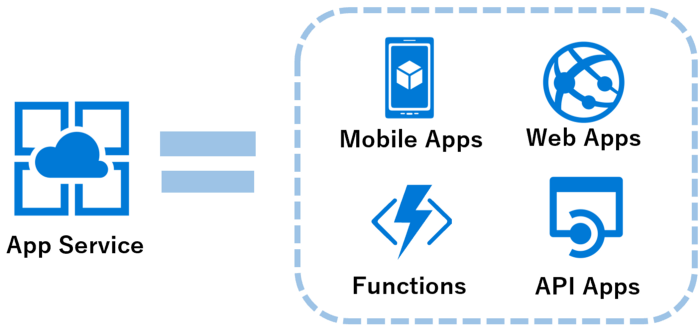 Mobile Apps
Web Apps
App Service
Functions
API Apps